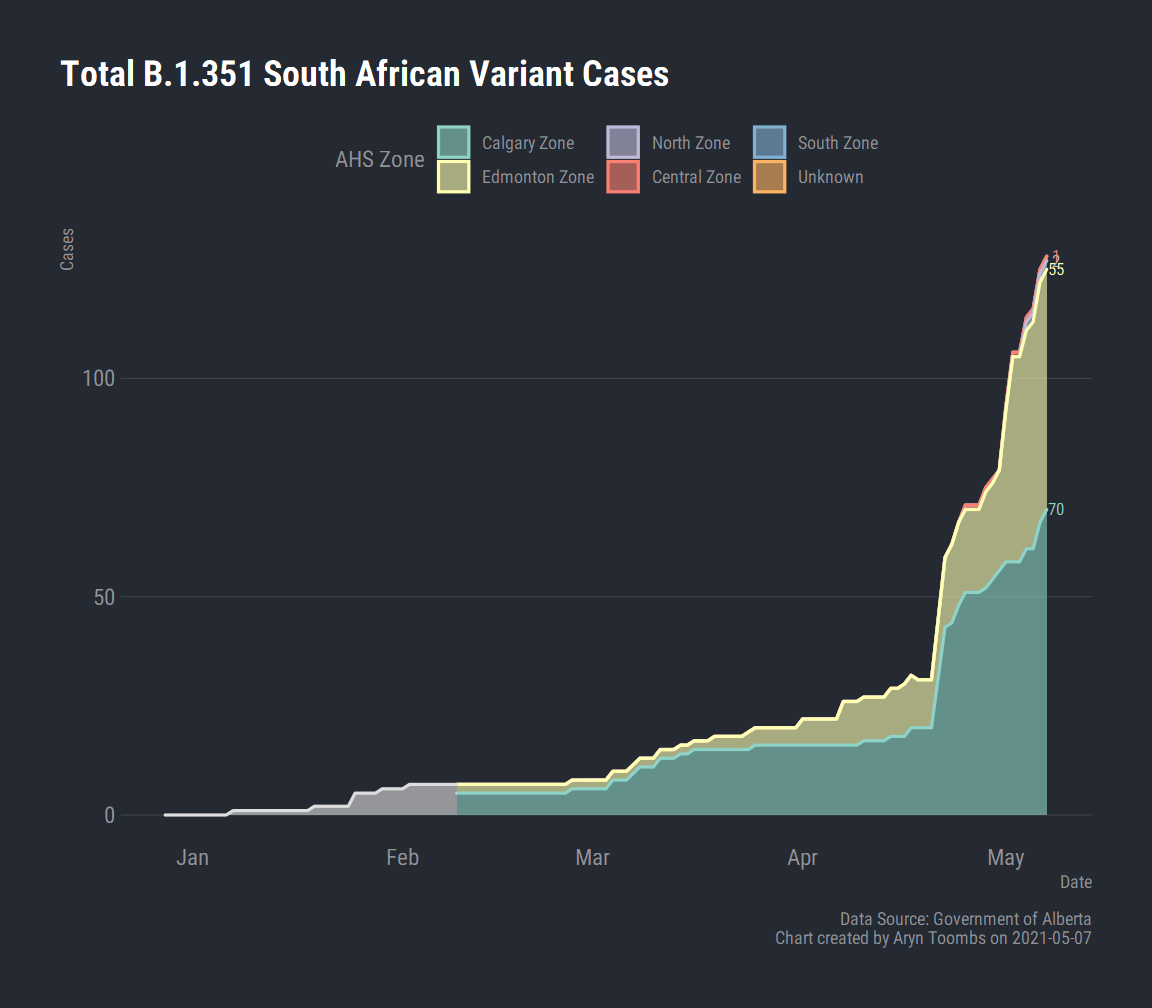 Total B.1.351 South African Variant Cases
AHS Zone
Calgary Zone North Zone South Zone
Edmonton Zone Central Zone Unknown
Cases
1
55
100
70
50
0
Jan Feb Mar Apr May
Date
Data Source: Government of Alberta
Chart created by Aryn Toombs on 2021-05-07